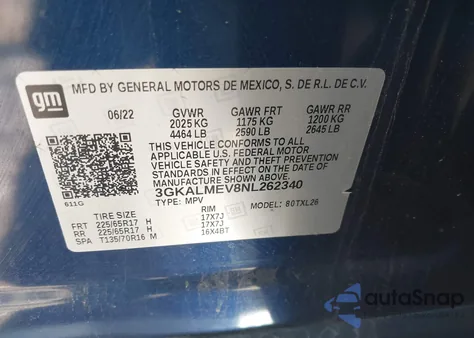 gm
MFD BY GENERAL MOTORS DE MEXICO, S. DE R.L. DE C.V.
06/22 GVWR GAWR FRT GAWR RR
2025 KG 1175 KG 1200 KG
4464 LB 2590 LB 2645 LB
THIS VEHICLE CONFORMS TO ALL
APPLICABLE U.S. FEDERAL MOTOR
VEHICLE SAFETY AND THEFT PREVENTION
STANDARDS IN EFFECT ON THE DATE OF
MANUFACTURE SHOWN ABOVE.
611G
3GKALMEV8NL262340
TYPE: MPV MODEL: 80TXL26
TIRE SIZE RIM
FRT 225/65R17 H 17X7J
RR 225/65R17 H 17X7J
SPA T135/70R16 M 16X4BT
autoSnap